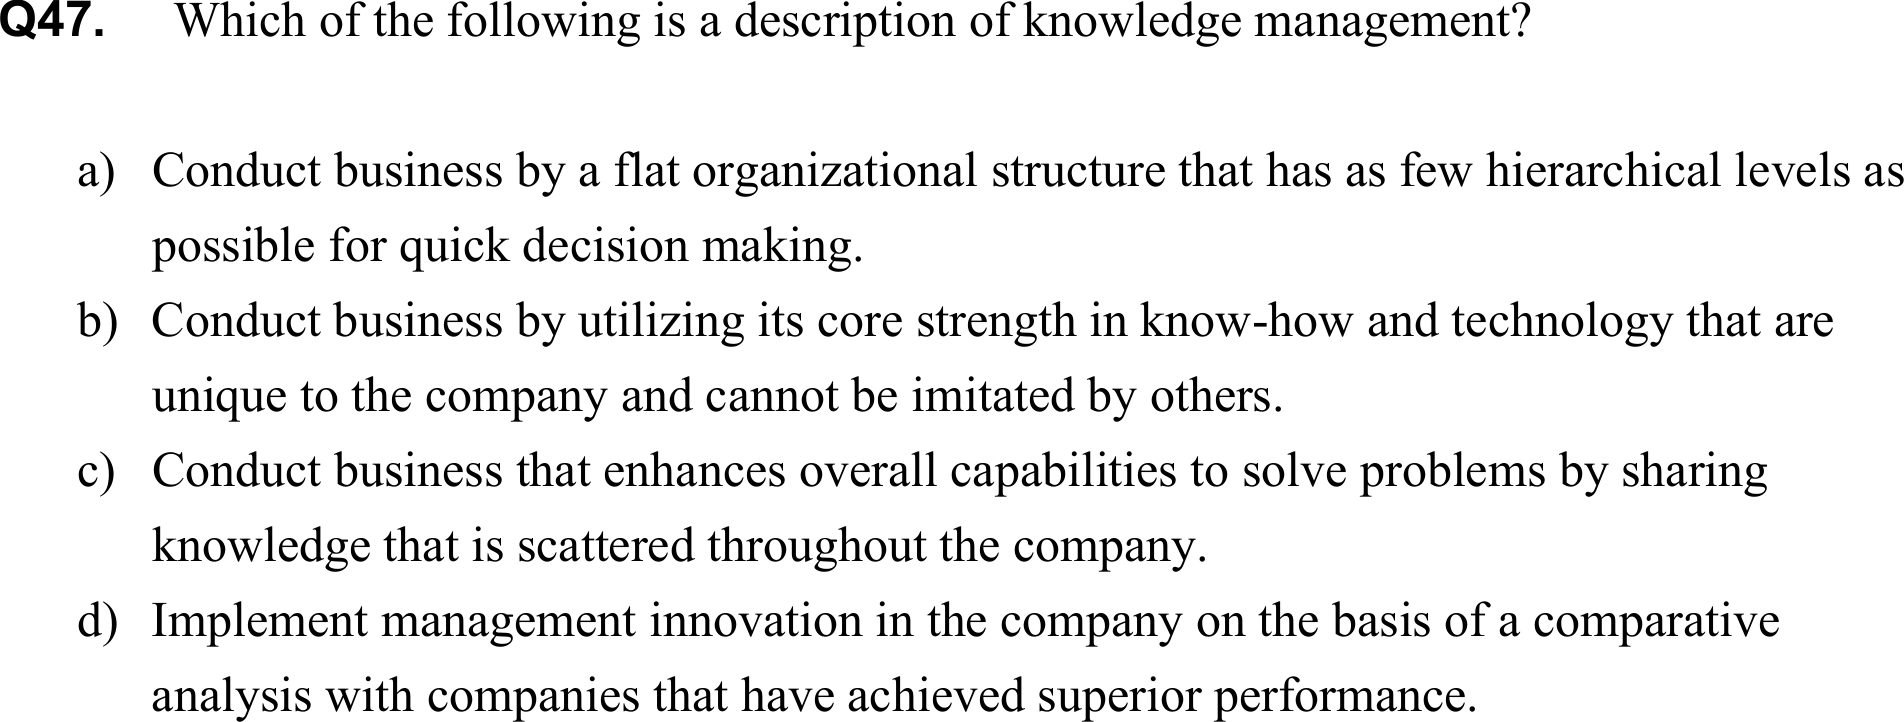 Q47. Which of the following is a description of knowledge management?
a) Conduct business by a flat organizational structure that has as few hierarchical levels as
possible for quick decision making.
b) Conduct business by utilizing its core strength in know-how and technology that are
unique to the company and cannot be imitated by others.
c) Conduct business that enhances overall capabilities to solve problems by sharing
knowledge that is scattered throughout the company.
d) Implement management innovation in the company on the basis of a comparative
analysis with companies that have achieved superior performance.